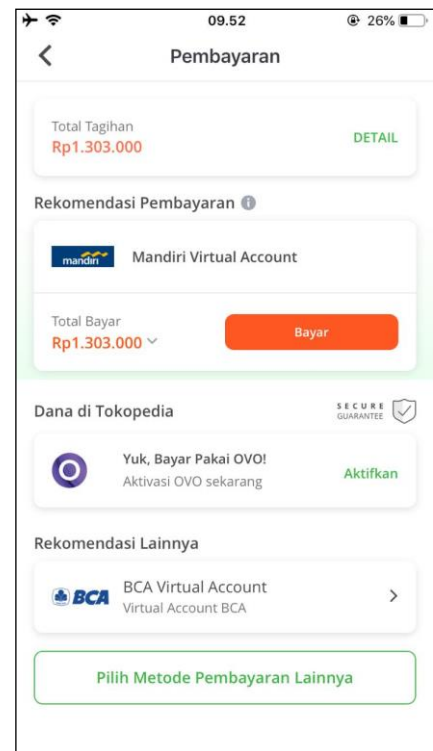 09.52
26%
Pembayaran
Total Tagihan
Rp1.303.000
DETAIL
Rekomendasi Pembayaran
mandiri
Mandiri Virtual Account
Total Bayar
Rp1.303.000
Bayar
Dana di Tokopedia
SECURE
GUARANTEE
Yuk, Bayar Pakai OVO!
Aktivasi OVO sekarang
Aktifkan
Rekomendasi Lainnya
BCA
BCA Virtual Account
Virtual Account BCA
Pilih Metode Pembayaran Lainnya